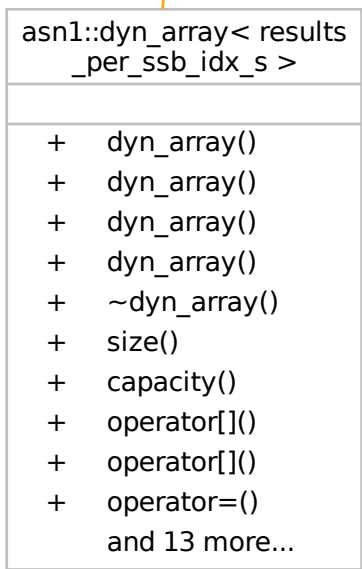 asn1::dyn_array< results
_per_ssb_idx_s >
+ dyn_array()
+ dyn_array()
+ dyn_array()
+ dyn_array()
+ ~dyn_array()
+ size()
+ capacity()
+ operator[]()
+ operator[]()
+ operator=()
and 13 more...